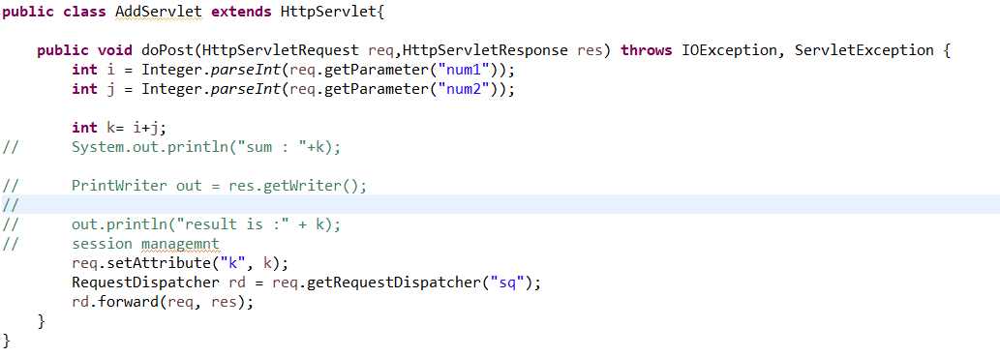 public class AddServlet extends HttpServlet{
public void doPost(HttpServletRequest req,HttpServletResponse res) throws IOException, ServletException {
int i = Integer.parseInt(req.getParameter("num1"));
int j = Integer.parseInt(req.getParameter("num2"));
int k= i+j;
// System.out.println("sum : "+k);
// PrintWriter out = res.getWriter();
//
// out.println("result is :" + k);
// session managemnt
req.setAttribute("k", k);
RequestDispatcher rd = req.getRequestDispatcher("sq");
rd.forward(req, res);
}
}